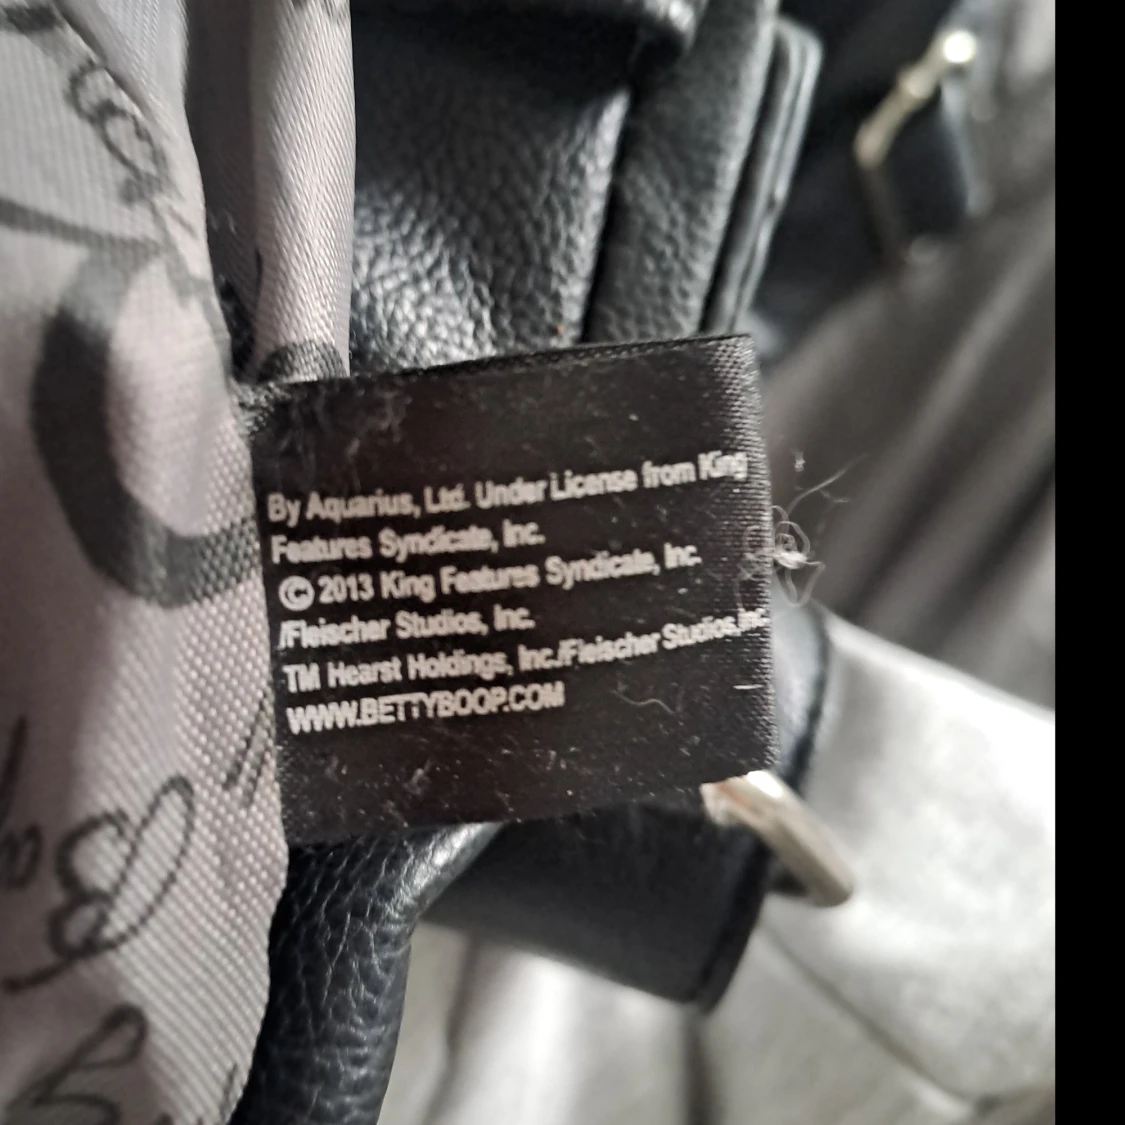 By Aquarius, Ltd. Under License from King
Features Syndicate, Inc.
© 2013 King Features Syndicate, Inc.
/Fleischer Studios, Inc.
TM Hearst Holdings, Inc./Fleischer Studios, Inc.
WWW.BETTYBOOP.COM